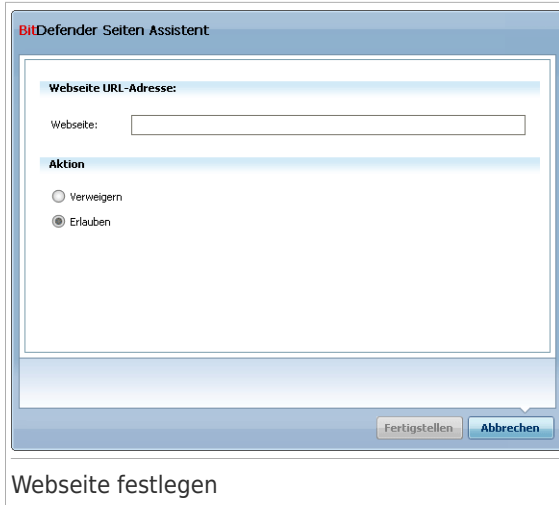 BitDefender Seiten Assistent
Webseite URL-Adresse:
Webseite:
Aktion
Verweigern
Erlauben
Fertigstellen Abbrechen
Webseite festlegen